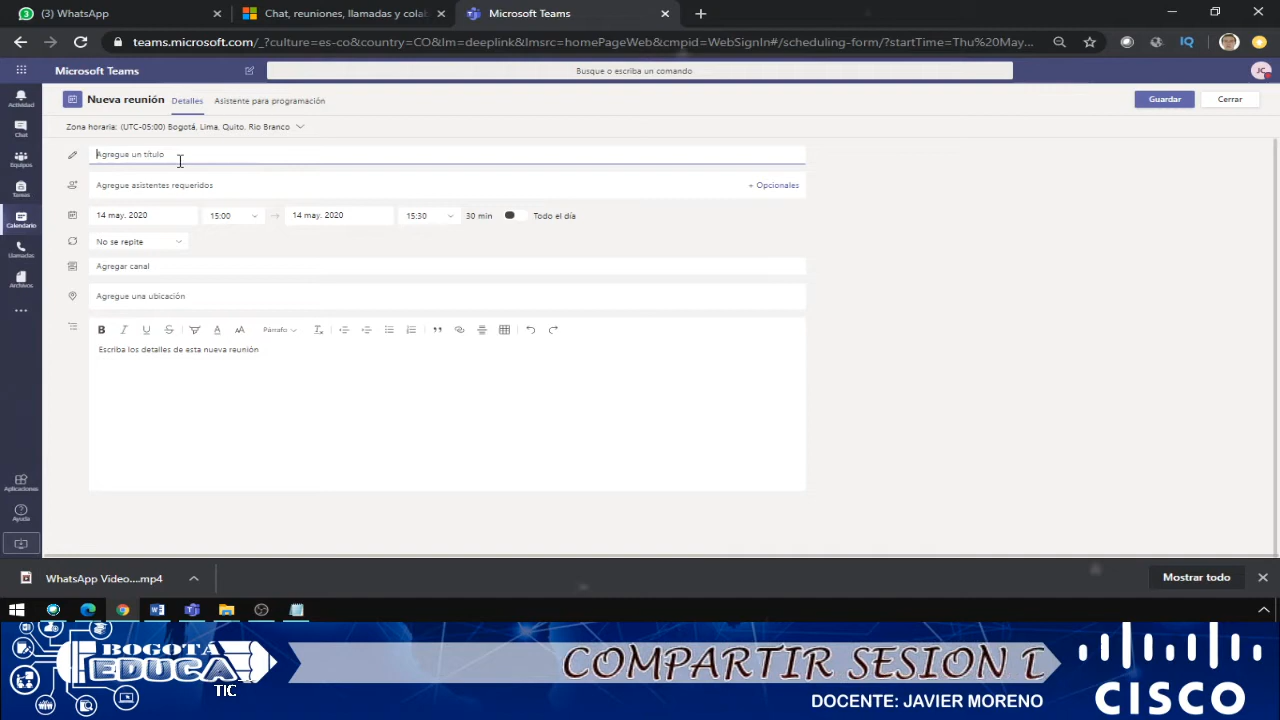 (3) WhatsApp
Chat, reuniones, llamadas y colab
Microsoft Teams
teams.microsoft.com/_?culture=es-co&country=CO&lm=deeplink&lmsrc=homePageWeb&cmpid=WebSignIn#/scheduling-form/?startTime=Thu%20May...
IQ
Microsoft Teams
Busque o escriba un comando
JC
Actividad
Chat
Equipos
Tareas
Calendario
Llamadas
Archivos
Aplicaciones
Ayuda
Nueva reunión
Detalles
Asistente para programación
Guardar
Cerrar
Zona horaria: (UTC-05:00) Bogotá, Lima, Quito, Rio Branco
Agregue un título
Agregue asistentes requeridos
+ Opcionales
14 may. 2020 15:00 → 14 may. 2020 15:30 30 min Todo el día
No se repite
Agregar canal
Agregue una ubicación
B I U S A AA Párrafo
Escriba los detalles de esta nueva reunión
WhatsApp Video....mp4
Mostrar todo
BOGOTA
EDUCA
TIC
COMPARTIR SESION D
DOCENTE: JAVIER MORENO
CISCO